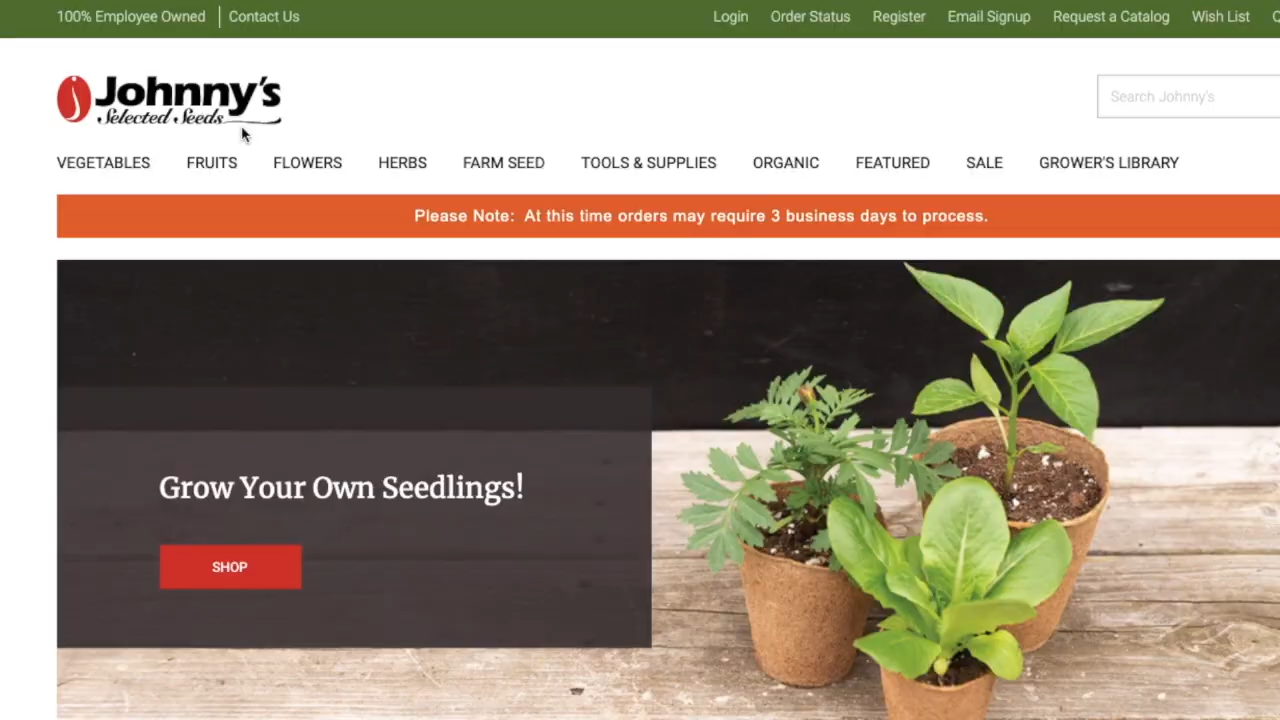 100% Employee Owned Contact Us Login Order Status Register Email Signup Request a Catalog Wish List
Johnny's
Selected Seeds
Search Johnny's
VEGETABLES FRUITS FLOWERS HERBS FARM SEED TOOLS & SUPPLIES ORGANIC FEATURED SALE GROWER'S LIBRARY
Please Note: At this time orders may require 3 business days to process.
Grow Your Own Seedlings!
SHOP